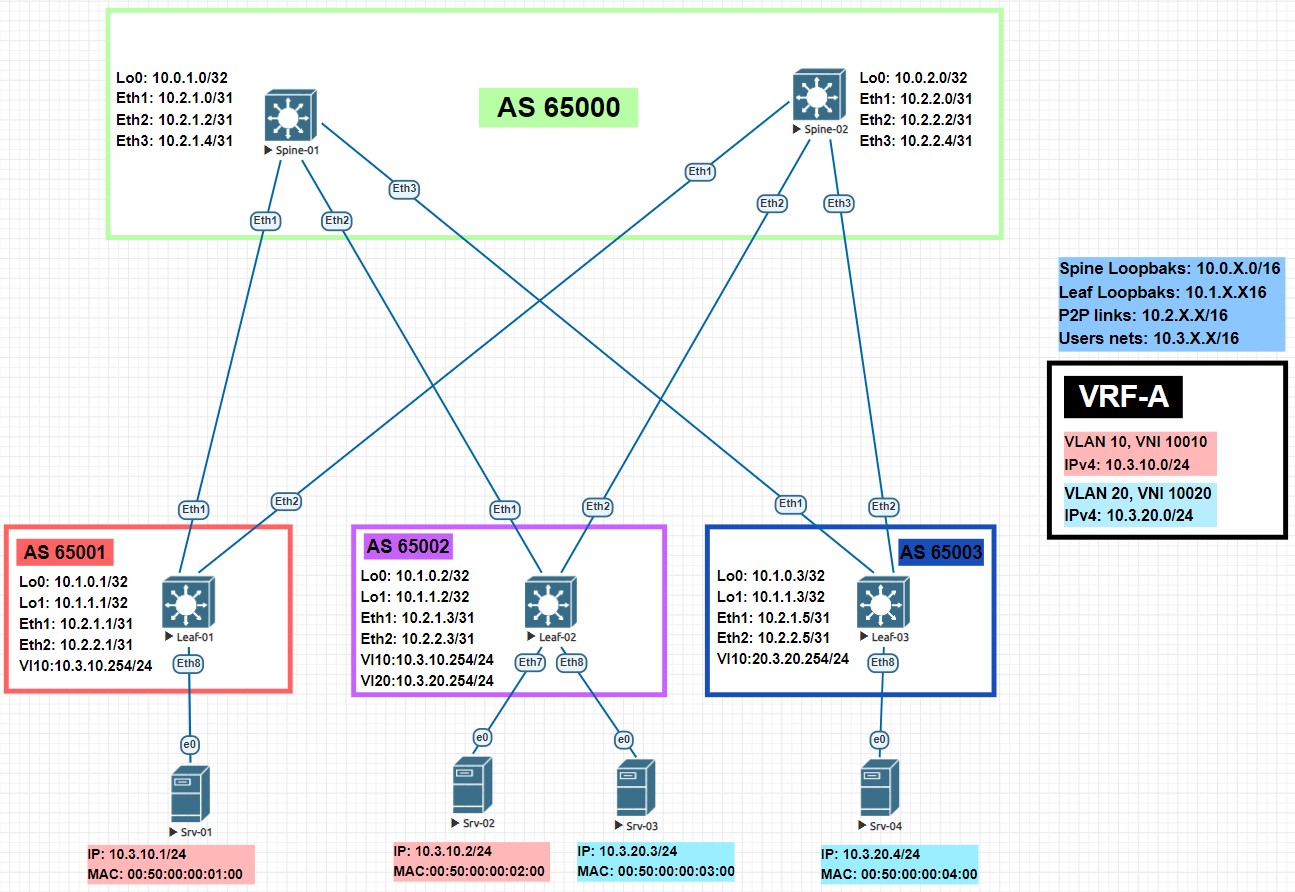 Lo0: 10.0.1.0/32
Eth1: 10.2.1.0/31
Eth2: 10.2.1.2/31
Eth3: 10.2.1.4/31
Spine-01
AS 65000
Spine-02
Lo0: 10.0.2.0/32
Eth1: 10.2.2.0/31
Eth2: 10.2.2.2/31
Eth3: 10.2.2.4/31
Eth1
Eth2
Eth3
Eth1
Eth2
Eth3
Spine Loopbaks: 10.0.X.0/16
Leaf Loopbaks: 10.1.X.X16
P2P links: 10.2.X.X/16
Users nets: 10.3.X.X/16
VRF-A
VLAN 10, VNI 10010
IPv4: 10.3.10.0/24
VLAN 20, VNI 10020
IPv4: 10.3.20.0/24
Eth1
Eth2
Eth1
Eth2
Eth1
Eth2
AS 65001
Lo0: 10.1.0.1/32
Lo1: 10.1.1.1/32
Eth1: 10.2.1.1/31
Eth2: 10.2.2.1/31
VI10:10.3.10.254/24
Leaf-01
Eth8
AS 65002
Lo0: 10.1.0.2/32
Lo1: 10.1.1.2/32
Eth1: 10.2.1.3/31
Eth2: 10.2.2.3/31
VI10:10.3.10.254/24
VI20:10.3.20.254/24
Leaf-02
Eth7
Eth8
AS 65003
Lo0: 10.1.0.3/32
Lo1: 10.1.1.3/32
Eth1: 10.2.1.5/31
Eth2: 10.2.2.5/31
VI10:20.3.20.254/24
Leaf-03
Eth8
e0
e0
e0
e0
Srv-01
IP: 10.3.10.1/24
MAC: 00:50:00:00:01:00
Srv-02
IP: 10.3.10.2/24
MAC:00:50:00:00:02:00
Srv-03
IP: 10.3.20.3/24
MAC: 00:50:00:00:03:00
Srv-04
IP: 10.3.20.4/24
MAC: 00:50:00:00:04:00